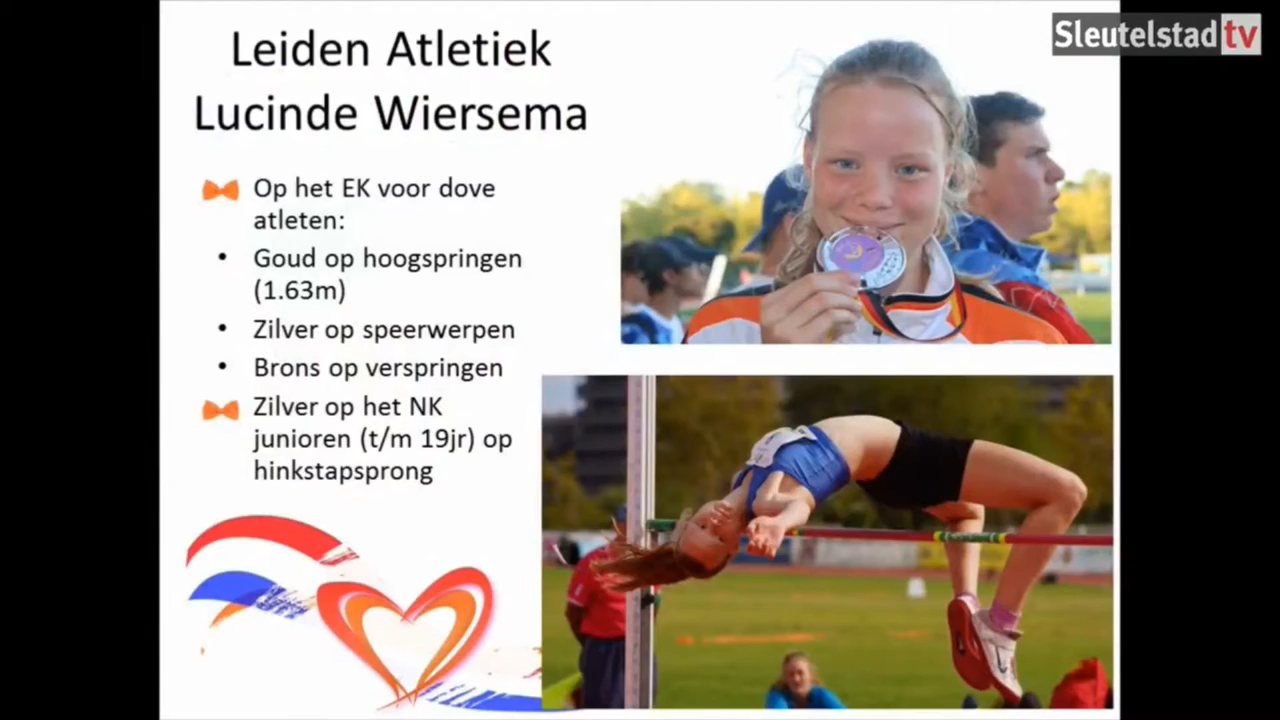 Leiden Atletiek
Lucinde Wiersema
Sleutelstad tv
Op het EK voor dove
atleten:
• Goud op hoogspringen
(1.63m)
• Zilver op speerwerpen
• Brons op verspringen
Zilver op het NK
junioren (t/m 19jr) op
hinkstapsprong